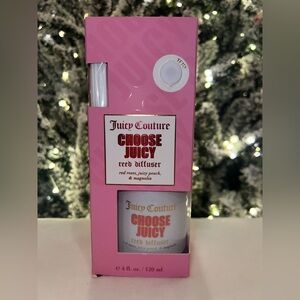 Juicy Couture
CHOOSE
JUICY
reed diffuser
red roses, juicy peach,
& magnolia
Juicy Couture
CHOOSE
JUICY
reed diffuser
℮ 4 fl. oz. / 120 ml